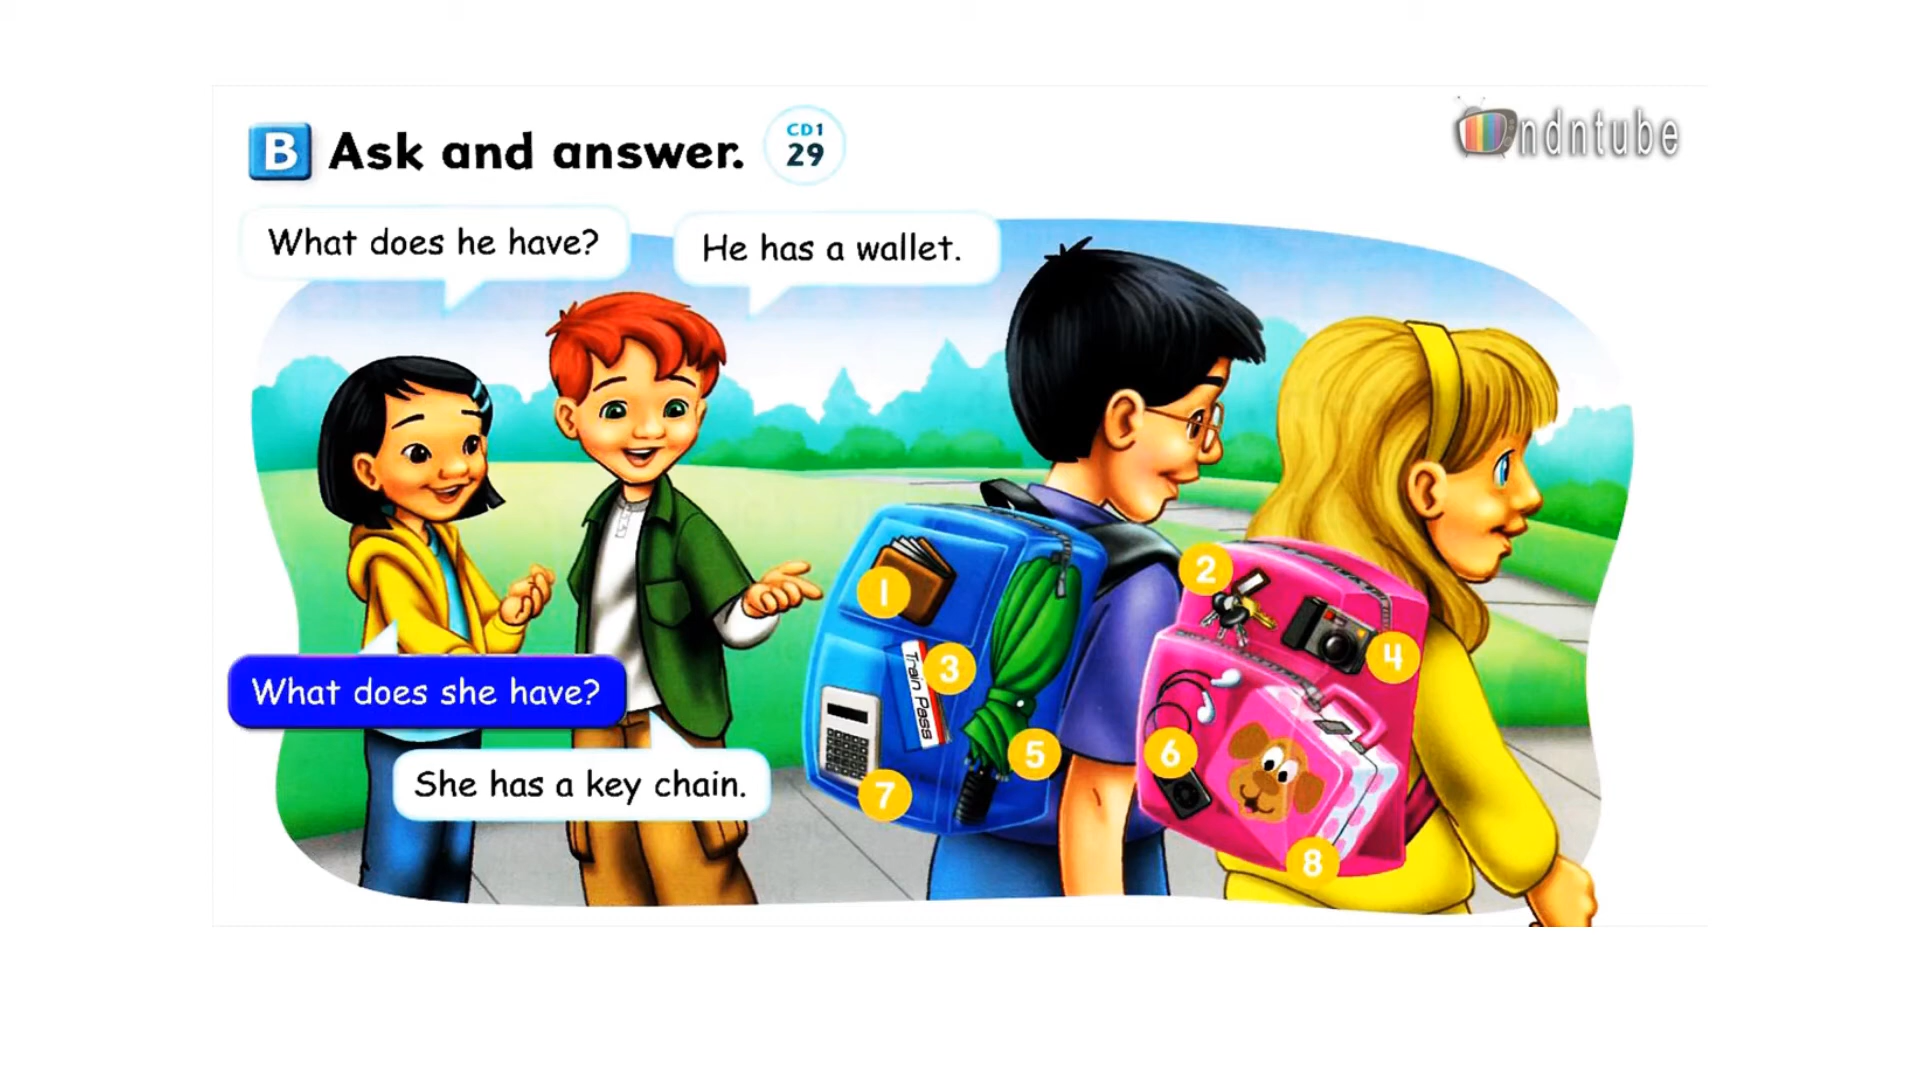 B Ask and answer. CD1 29
ndntube
What does he have?
He has a wallet.
1
2
3
Train Pass
4
What does she have?
5
6
She has a key chain.
7
8